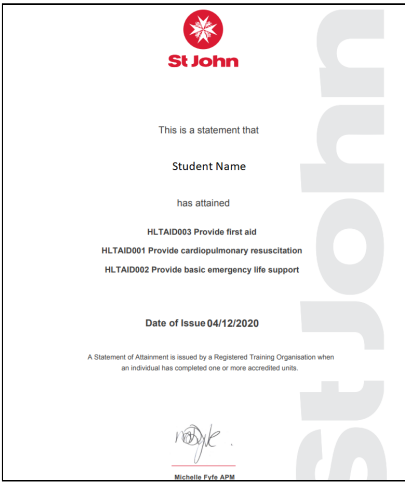 St John
This is a statement that
Student Name
has attained
HLTAID003 Provide first aid
HLTAID001 Provide cardiopulmonary resuscitation
HLTAID002 Provide basic emergency life support
Date of Issue 04/12/2020
A Statement of Attainment is issued by a Registered Training Organisation when
an individual has completed one or more accredited units.
Michelle Fyfe APM
St John